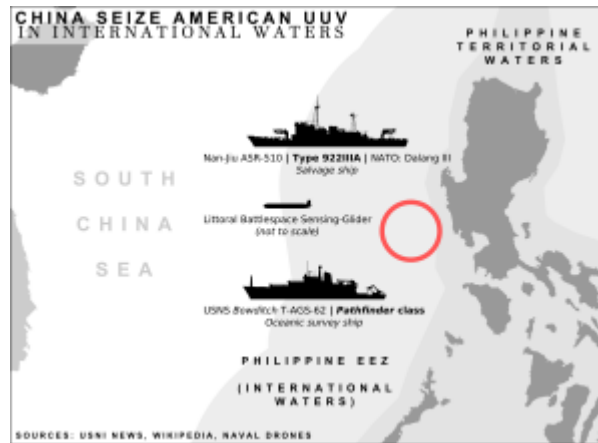 CHINA SEIZE AMERICAN UUV
IN INTERNATIONAL WATERS
PHILIPPINE
TERRITORIAL
WATERS
Nan-Jiu ASR-510 | Type 922IIIA | NATO: Dalang III
Salvage ship
SOUTH
CHINA
SEA
Littoral Battlespace Sensing-Glider
(not to scale)
USNS Bowditch T-AGS-62 | Pathfinder class
Oceanic survey ship
PHILIPPINE EEZ
(INTERNATIONAL
WATERS)
SOURCES: USNI NEWS, WIKIPEDIA, NAVAL DRONES